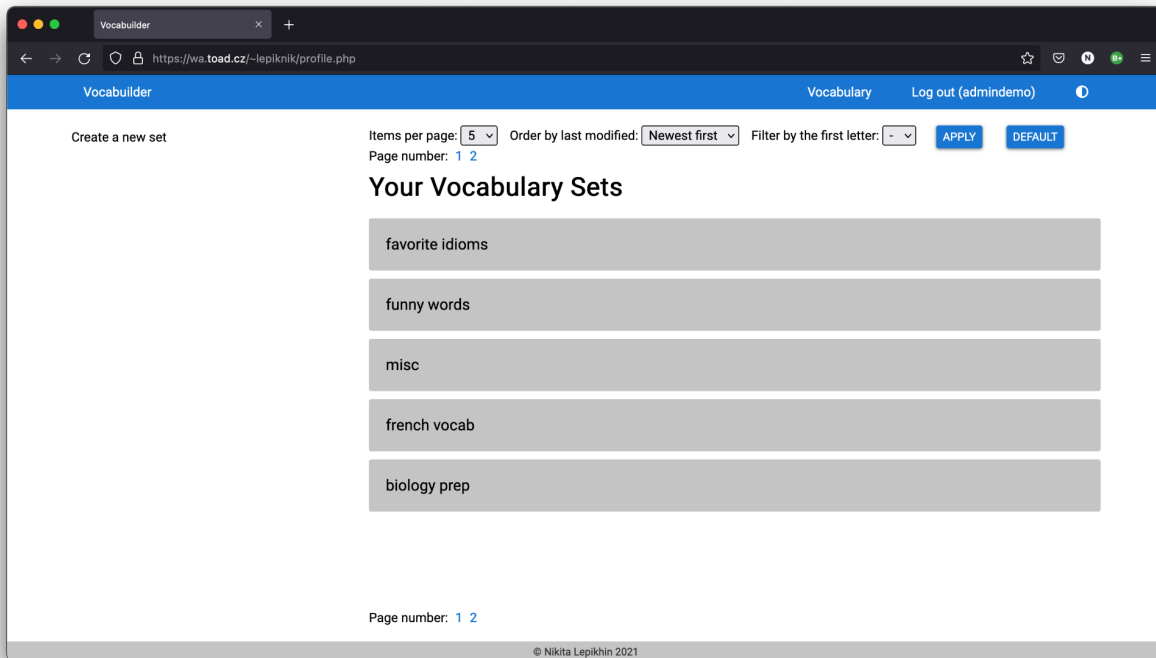 Vocabuilder
https://wa.toad.cz/~lepiknik/profile.php
N
B+
Vocabuilder Vocabulary Log out (admindemo)
Create a new set
Items per page: 5 Order by last modified: Newest first Filter by the first letter: - APPLY DEFAULT
Page number: 1 2
Your Vocabulary Sets
favorite idioms
funny words
misc
french vocab
biology prep
Page number: 1 2
© Nikita Lepikhin 2021